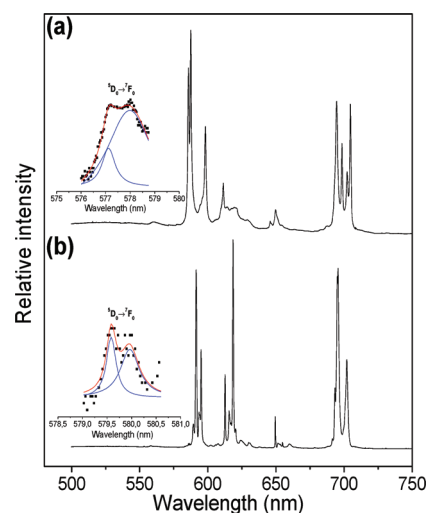 (a)
⁵D₀→⁷F₀
575 576 577 578 579 580
Wavelength (nm)
(b)
⁵D₀→⁷F₀
578,5 579,0 579,5 580,0 580,5 581,0
Wavelength (nm)
Relative intensity
500 550 600 650 700 750
Wavelength (nm)